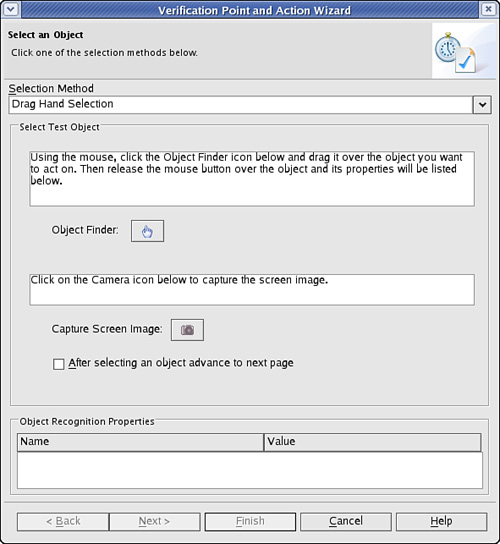 Verification Point and Action Wizard
Select an Object
Click one of the selection methods below.
Selection Method
Drag Hand Selection
Select Test Object
Using the mouse, click the Object Finder icon below and drag it over the object you want
to act on. Then release the mouse button over the object and its properties will be listed
below.
Object Finder:
Click on the Camera icon below to capture the screen image.
Capture Screen Image:
After selecting an object advance to next page
Object Recognition Properties
Name Value
< Back Next > Finish Cancel Help